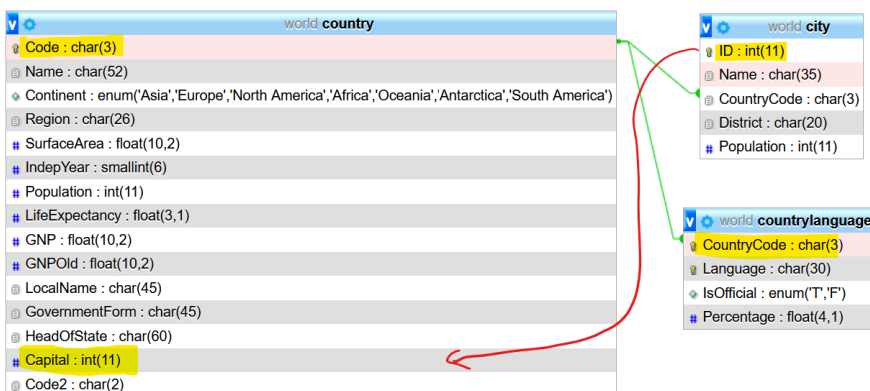 world country
Code : char(3)
Name : char(52)
Continent : enum('Asia','Europe','North America','Africa','Oceania','Antarctica','South America')
Region : char(26)
SurfaceArea : float(10,2)
IndepYear : smallint(6)
Population : int(11)
LifeExpectancy : float(3,1)
GNP : float(10,2)
GNPOld : float(10,2)
LocalName : char(45)
GovernmentForm : char(45)
HeadOfState : char(60)
Capital : int(11)
Code2 : char(2)
world city
ID : int(11)
Name : char(35)
CountryCode : char(3)
District : char(20)
Population : int(11)
world countrylanguage
CountryCode : char(3)
Language : char(30)
IsOfficial : enum('T','F')
Percentage : float(4,1)